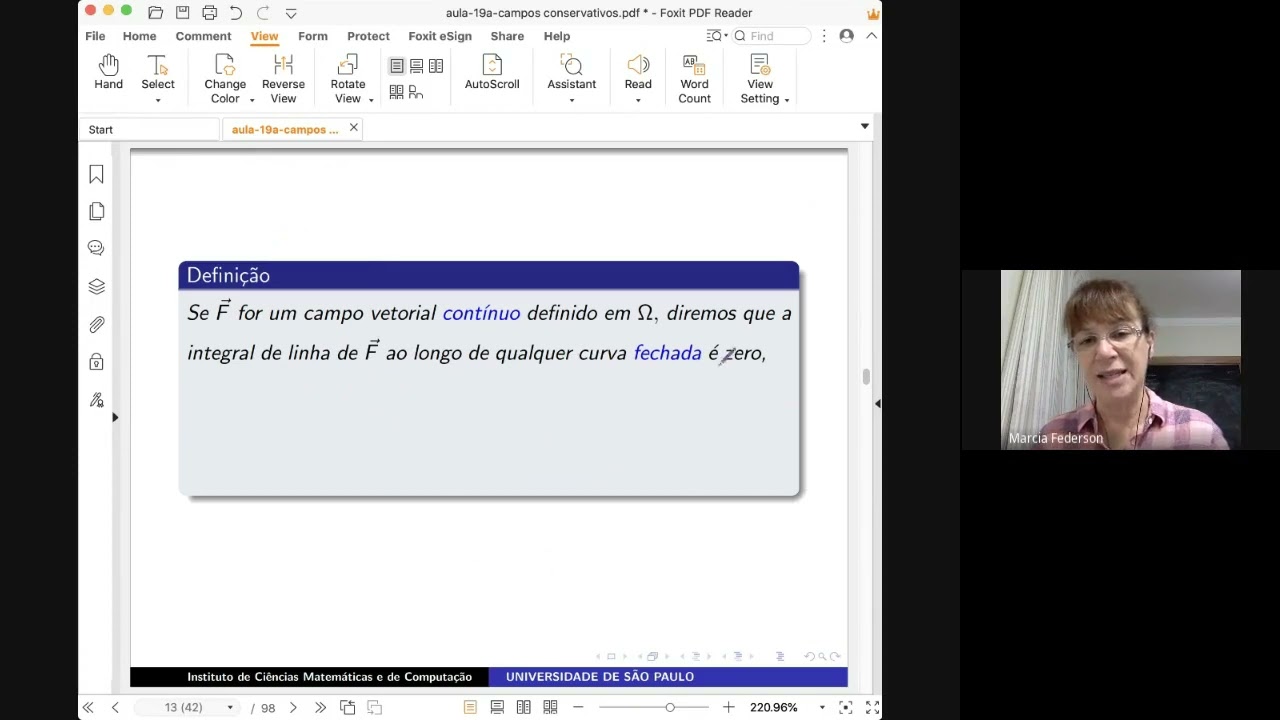 aula-19a-campos conservativos.pdf * - Foxit PDF Reader
File Home Comment View Form Protect Foxit eSign Share Help Find
Hand Select Change Color Reverse View Rotate View AutoScroll Assistant Read Word Count View Setting
Start aula-19a-campos ...
Definição
Se F⃗ for um campo vetorial contínuo definido em Ω, diremos que a
integral de linha de F⃗ ao longo de qualquer curva fechada é zero,
Marcia Federson
Instituto de Ciências Matemáticas e de Computação UNIVERSIDADE DE SÃO PAULO
13 (42) / 98 220.96%